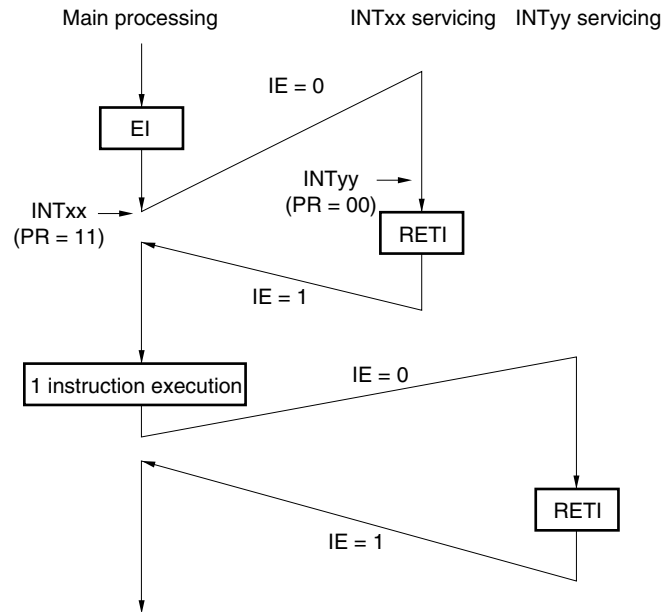 Main processing
INTxx servicing
INTyy servicing
IE = 0
EI
INTyy
(PR = 00)
INTxx
(PR = 11)
RETI
IE = 1
1 instruction execution
IE = 0
RETI
IE = 1